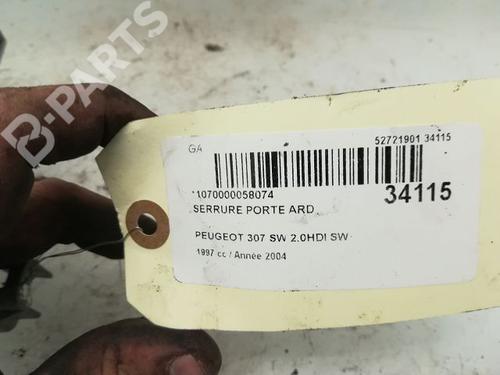 B-PARTS
GA
52721901 34115
*1070000058074
34115
SERRURE PORTE ARD
PEUGEOT 307 SW 2.0HDI SW
1997 cc / Année 2004